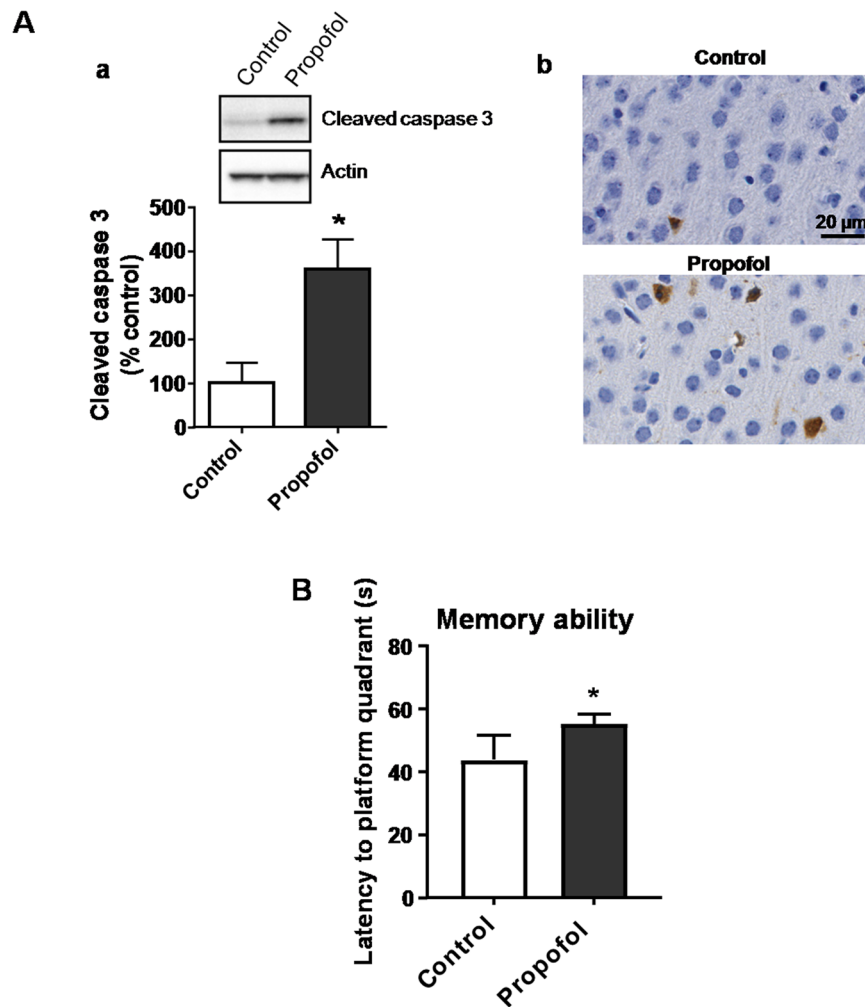 A
a
Control
Propofol
Cleaved caspase 3
Actin
Cleaved caspase 3
(% control)
500
400
300
200
100
0
*
Control
Propofol
b
Control
20 µm
Propofol
B
Memory ability
Latency to platform quadrant (s)
80
60
40
20
0
*
Control
Propofol